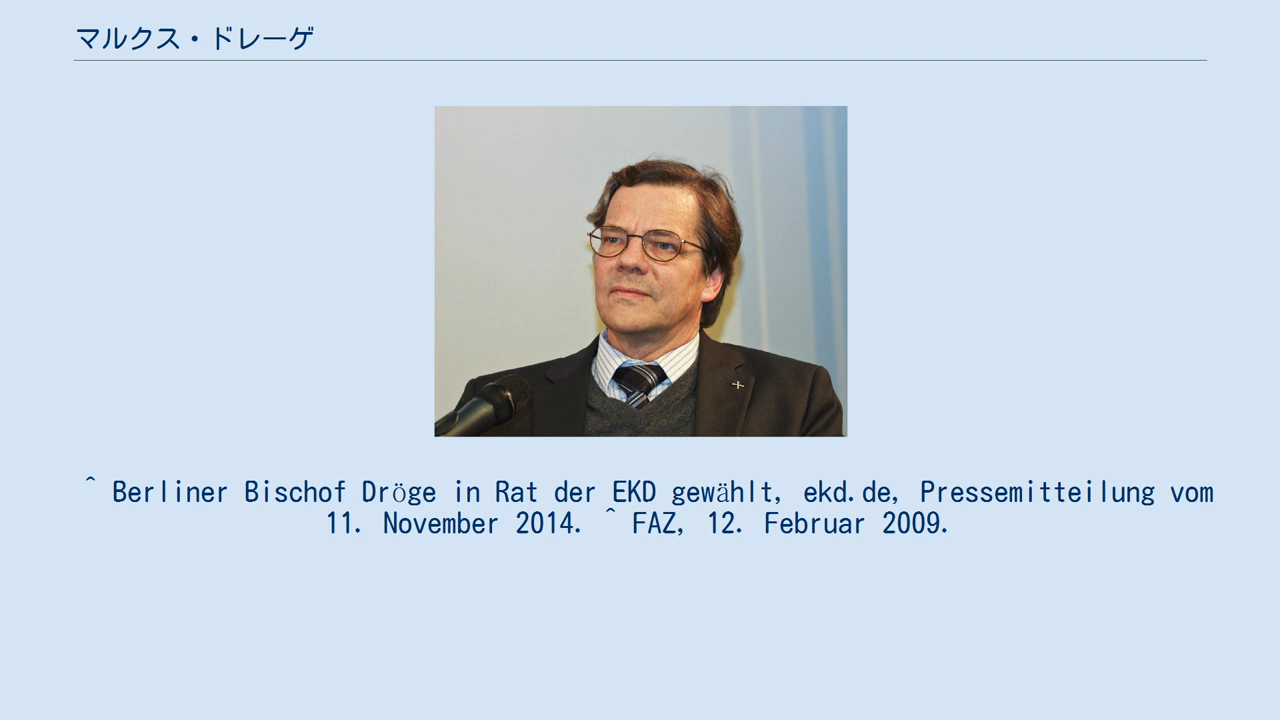 マルクス・ドレーゲ
^ Berliner Bischof Dröge in Rat der EKD gewählt, ekd.de, Pressemitteilung vom
11. November 2014. ^ FAZ, 12. Februar 2009.